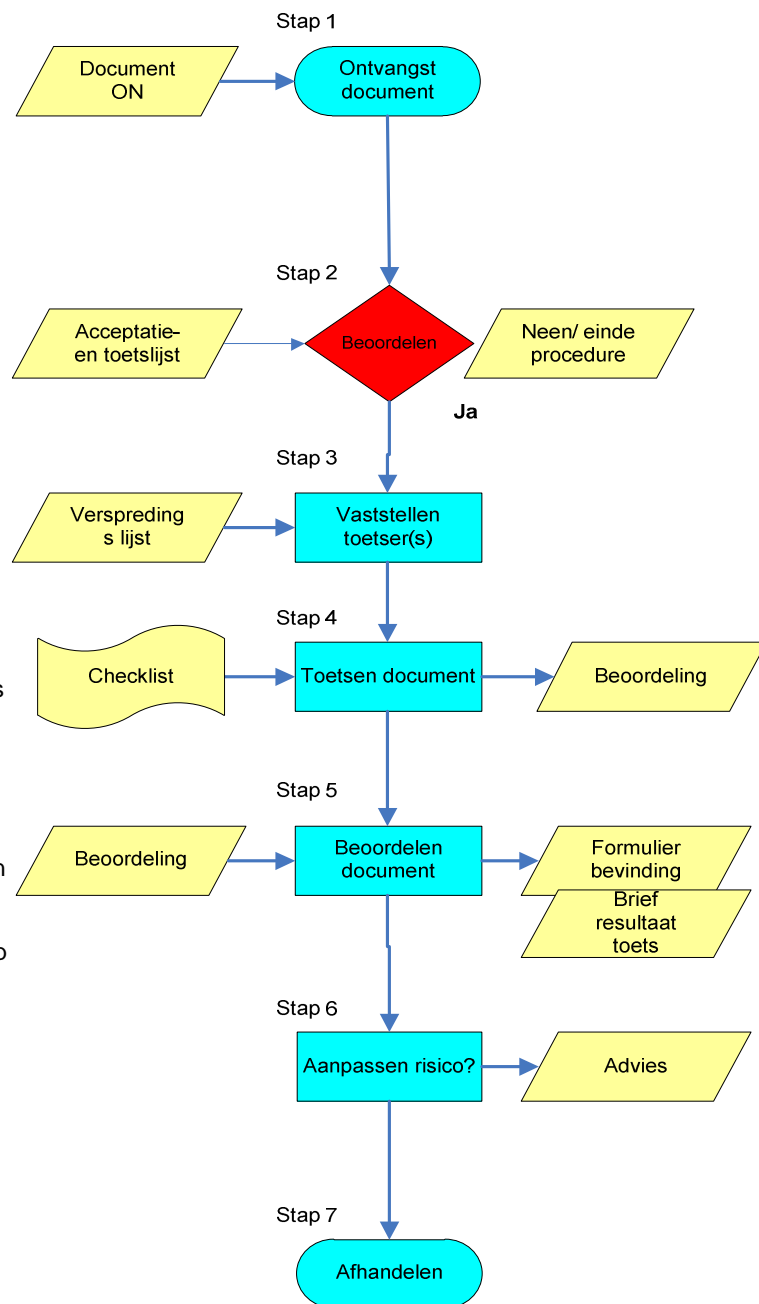 Stap 1
Document
ON
Ontvangst
document
Stap 2
Acceptatie-
en toetslijst
Beoordelen
Neen/ einde
procedure
Ja
Stap 3
Verspreding
s lijst
Vaststellen
toetser(s)
Stap 4
Checklist
Toetsen document
Beoordeling
s
Stap 5
Beoordeling
Beoordelen
document
Formulier
bevinding
n
Brief
resultaat
toets
o
Stap 6
Aanpassen risico?
Advies
Stap 7
Afhandelen